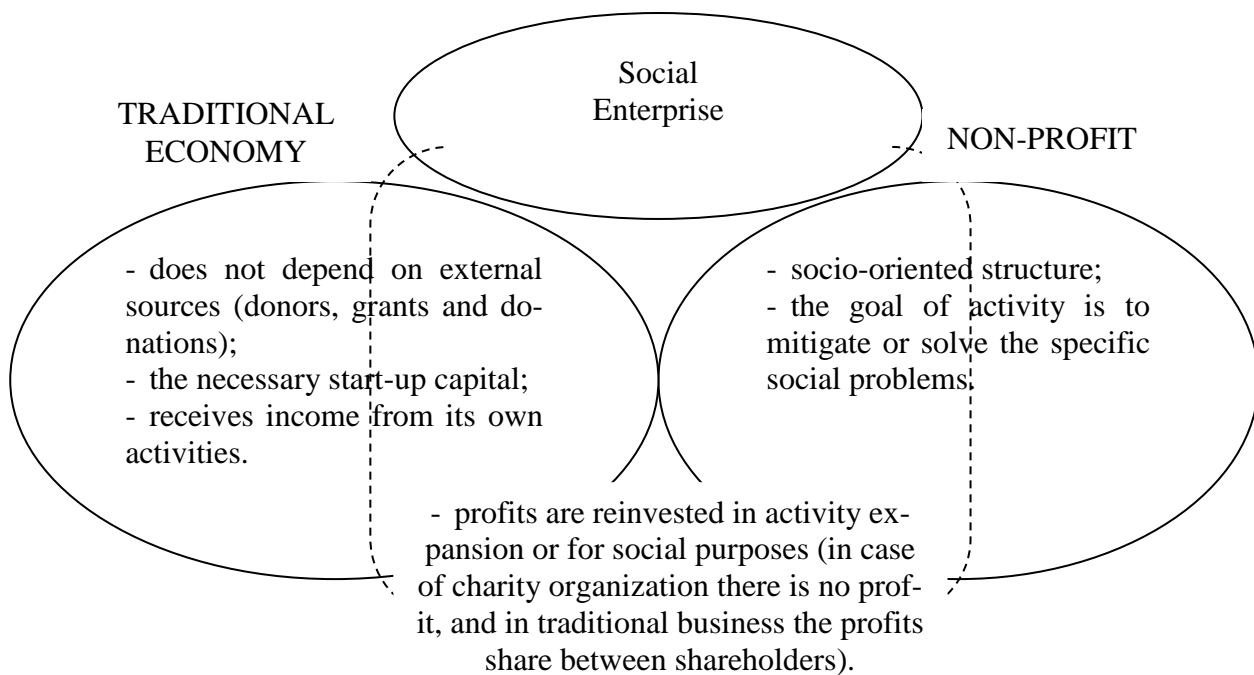 Social
Enterprise
TRADITIONAL
ECONOMY
NON-PROFIT
- does not depend on external
sources (donors, grants and do-
nations);
- the necessary start-up capital;
- receives income from its own
activities.
- socio-oriented structure;
- the goal of activity is to
mitigate or solve the specific
social problems.
- profits are reinvested in activity ex-
pansion or for social purposes (in case
of charity organization there is no prof-
it, and in traditional business the profits
share between shareholders).